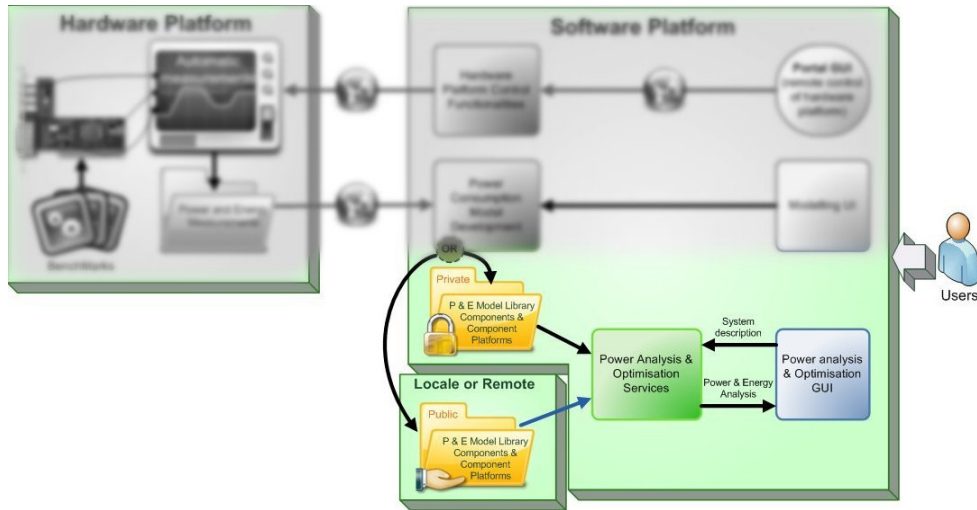 Hardware Platform
Software Platform
Automatic
Hardware
Platform Control
Functionalities
Portal GUI
(remote control
of hardware
platform)
Power and Energy
Power
Consumption
Model
Development
Modelling UI
BenchMarks
OR
Private
P & E Model Library
Components &
Component
Platforms
Users
System
description
Power Analysis &
Optimisation
Services
Power analysis
& Optimisation
GUI
Power & Energy
Analysis
Locale or Remote
Public
P & E Model Library
Components &
Component
Platforms